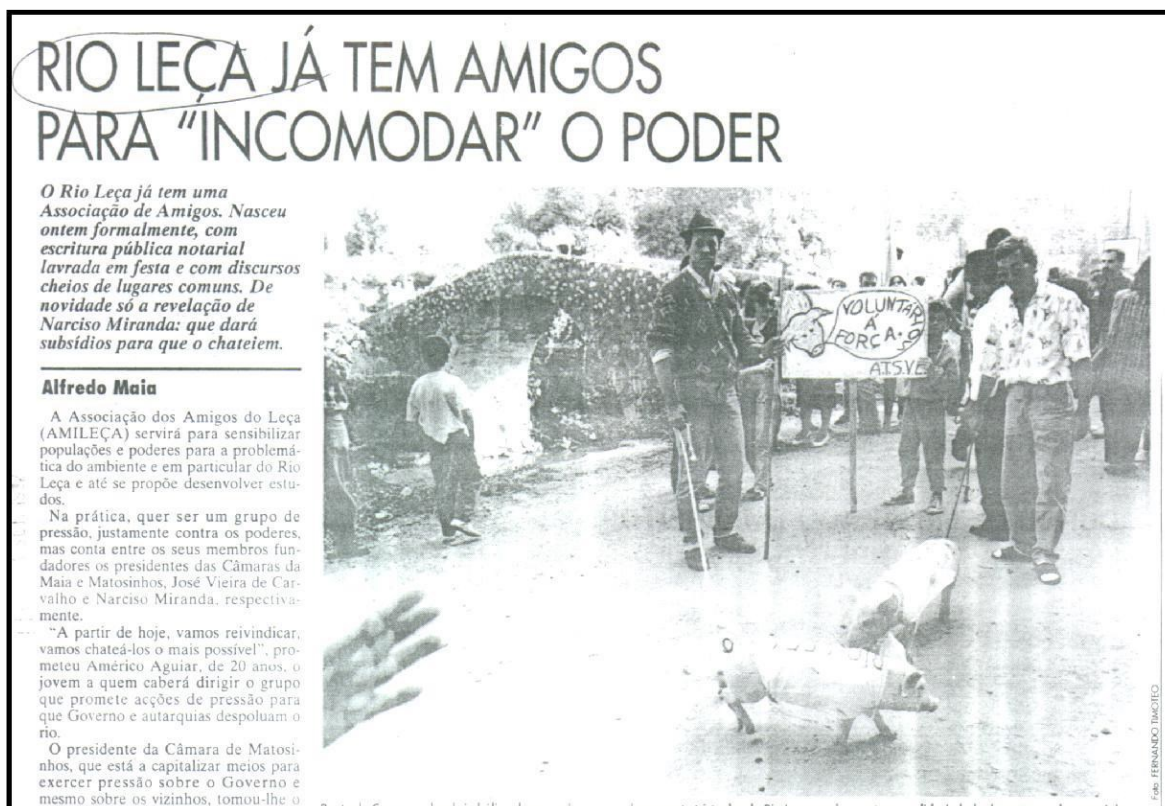 RIO LEÇA JÁ TEM AMIGOS
PARA “INCOMODAR” O PODER
O Rio Leça já tem uma
Associação de Amigos. Nasceu
ontem formalmente, com
escritura pública notarial
lavrada em festa e com discursos
cheios de lugares comuns. De
novidade só a revelação de
Narciso Miranda: que dará
subsídios para que o chateiem.
Alfredo Maia
A Associação dos Amigos do Leça
(AMILEÇA) servirá para sensibilizar
populações e poderes para a problemá-
tica do ambiente e em particular do Rio
Leça e até se propõe desenvolver estu-
dos.
Na prática, quer ser um grupo de
pressão, justamente contra os poderes,
mas conta entre os seus membros fun-
dadores os presidentes das Câmaras da
Maia e Matosinhos, José Vieira de Car-
valho e Narciso Miranda, respectiva-
mente.
“A partir de hoje, vamos reivindicar,
vamos chateá-los o mais possível”, pro-
meteu Américo Aguiar, de 20 anos, o
jovem a quem caberá dirigir o grupo
que promete acções de pressão para
que Governo e autarquias despoluam o
rio.
O presidente da Câmara de Matosi-
nhos, que está a capitalizar meios para
exercer pressão sobre o Governo e
mesmo sobre os vizinhos, tomou-lhe o
VOLUNTÁRIO
À
FORÇA
A.I.S.VE
Foto FERNANDO TIMÓTEO